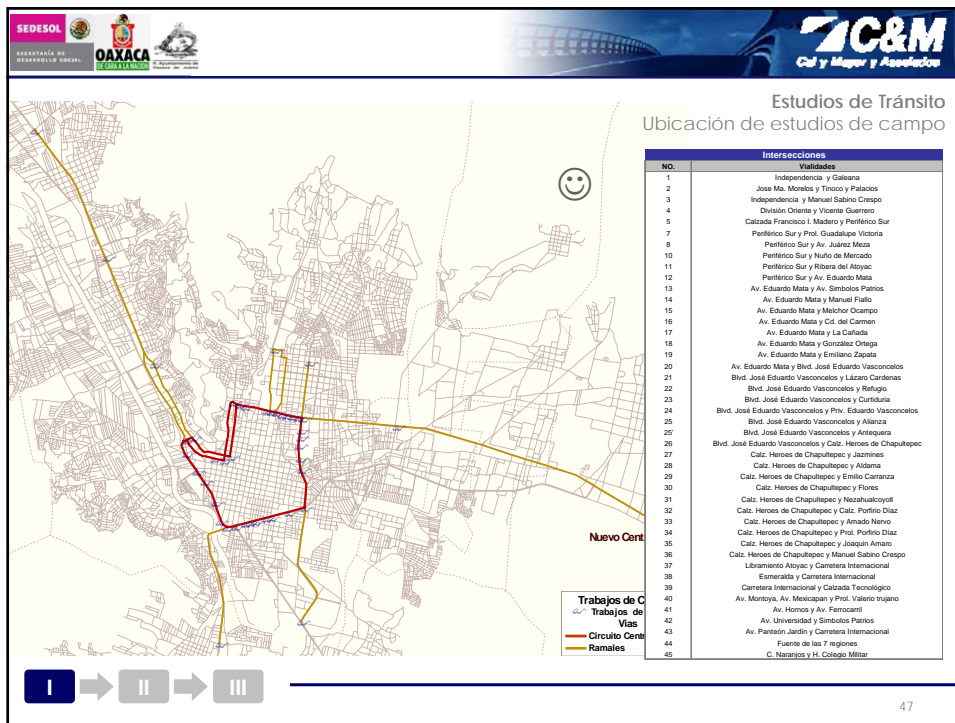 SEDESOL
SECRETARÍA DE
DESARROLLO SOCIAL
OAXACA
DE CARA A LA NACIÓN
H. Ayuntamiento de
Oaxaca de Juárez
C&M
Cal y Mayor y Asociados
Estudios de Tránsito
Ubicación de estudios de campo
Intersecciones
NO. Vialidades
1 Independencia y Galeana
2 Jose Ma. Morelos y Tinoco y Palacios
3 Independencia y Manuel Sabino Crespo
4 División Oriente y Vicente Guerrero
5 Calzada Francisco I. Madero y Periférico Sur
7 Periférico Sur y Prol. Guadalupe Victoria
8 Periférico Sur y Av. Juárez Meza
10 Periférico Sur y Nuño de Mercado
11 Periférico Sur y Ribera del Atoyac
12 Periférico Sur y Av. Eduardo Mata
13 Av. Eduardo Mata y Av. Simbolos Patrios
14 Av. Eduardo Mata y Manuel Fiallo
15 Av. Eduardo Mata y Melchor Ocampo
16 Av. Eduardo Mata y Cd. del Carmen
17 Av. Eduardo Mata y La Cañada
18 Av. Eduardo Mata y González Ortega
19 Av. Eduardo Mata y Emiliano Zapata
20 Av. Eduardo Mata y Blvd. José Eduardo Vasconcelos
21 Blvd. José Eduardo Vasconcelos y Lázaro Cardenas
22 Blvd. José Eduardo Vasconcelos y Refugio
23 Blvd. José Eduardo Vasconcelos y Curtiduria
24 Blvd. José Eduardo Vasconcelos y Priv. Eduardo Vasconcelos
25 Blvd. José Eduardo Vasconcelos y Alianza
25' Blvd. José Eduardo Vasconcelos y Antequera
26 Blvd. José Eduardo Vasconcelos y Calz. Heroes de Chapultepec
27 Calz. Heroes de Chapultepec y Jazmines
28 Calz. Heroes de Chapultepec y Aldama
29 Calz. Heroes de Chapultepec y Emilio Carranza
30 Calz. Heroes de Chapultepec y Flores
31 Calz. Heroes de Chapultepec y Nezahualcoyotl
32 Calz. Heroes de Chapultepec y Calz. Porfirio Díaz
33 Calz. Heroes de Chapultepec y Amado Nervo
34 Calz. Heroes de Chapultepec y Prol. Porfirio Díaz
35 Calz. Heroes de Chapultepec y Joaquin Amaro
36 Calz. Heroes de Chapultepec y Manuel Sabino Crespo
37 Libramiento Atoyac y Carretera Internacional
38 Esmeralda y Carretera Internacional
39 Carretera Internacional y Calzada Tecnológico
40 Av. Montoya, Av. Mexicapan y Prol. Valerio trujano
41 Av. Hornos y Av. Ferrocarril
42 Av. Universidad y Simbolos Patrios
43 Av. Panteón Jardín y Carretera Internacional
44 Fuente de las 7 regiones
45 C. Naranjos y H. Colegio Militar
Nuevo Cent
Trabajos de C
Trabajos de
Vias
Circuito Cent
Ramales
I II III
47